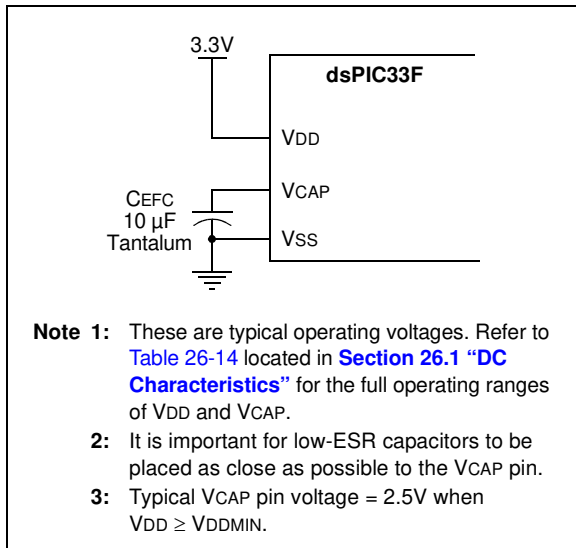 3.3V
dsPIC33F
VDD
VCAP
CEFC
10 µF
Tantalum
VSS
Note 1: These are typical operating voltages. Refer to
Table 26-14 located in Section 26.1 “DC
Characteristics” for the full operating ranges
of VDD and VCAP.
2: It is important for low-ESR capacitors to be
placed as close as possible to the VCAP pin.
3: Typical VCAP pin voltage = 2.5V when
VDD ≥ VDDMIN.